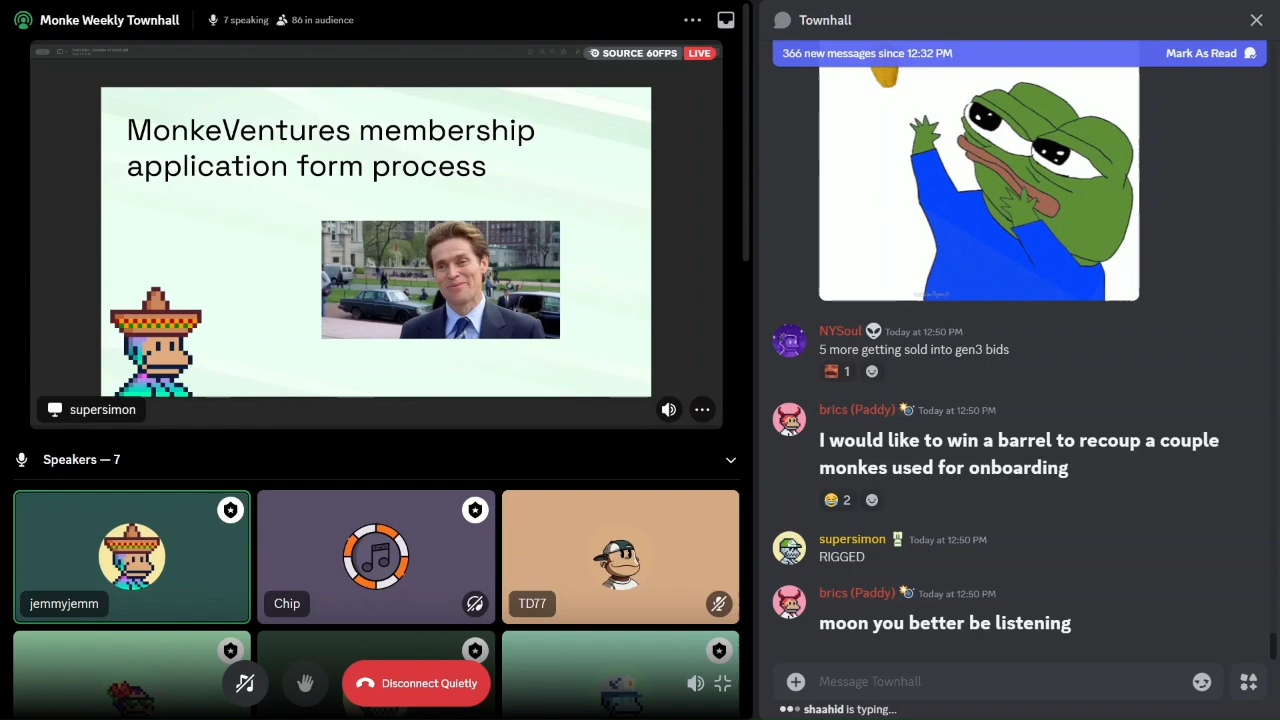 Monke Weekly Townhall
7 speaking
86 in audience
SOURCE 60FPS
LIVE
MonkeVentures membership
application form process
supersimon
Speakers — 7
jemmyjemm
Chip
TD77
Disconnect Quietly
Townhall
366 new messages since 12:32 PM
Mark As Read
NYSoul Today at 12:50 PM
5 more getting sold into gen3 bids
1
brics (Paddy) Today at 12:50 PM
I would like to win a barrel to recoup a couple
monkes used for onboarding
2
supersimon Today at 12:50 PM
RIGGED
brics (Paddy) Today at 12:50 PM
moon you better be listening
Message Townhall
shaahid is typing...